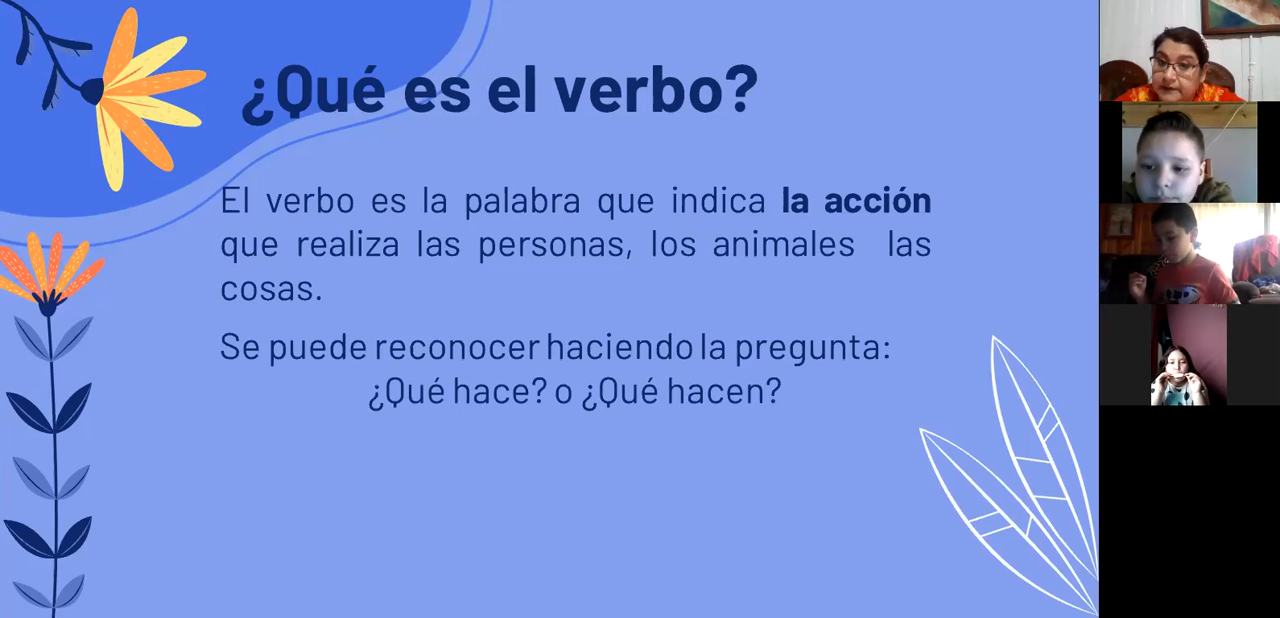 ¿Qué es el verbo?
El verbo es la palabra que indica la acción
que realiza las personas, los animales las
cosas.
Se puede reconocer haciendo la pregunta:
¿Qué hace? o ¿Qué hacen?